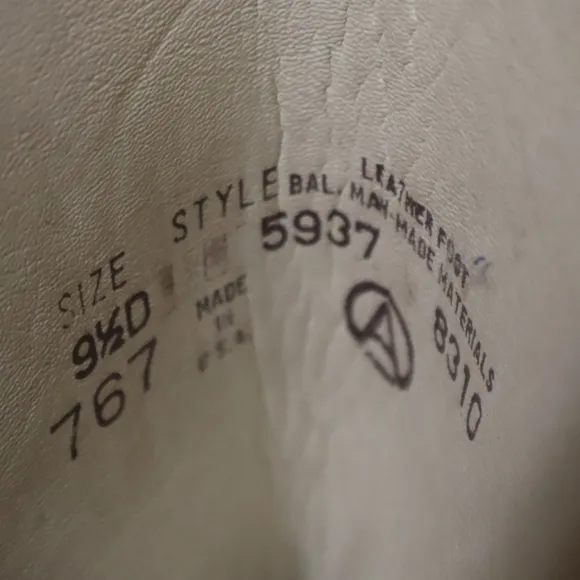 SIZE
9½D
767
STYLE
5937
MADE
IN
U.S.A.
LEATHER FOOT
BAL. MAN-MADE MATERIALS
8310